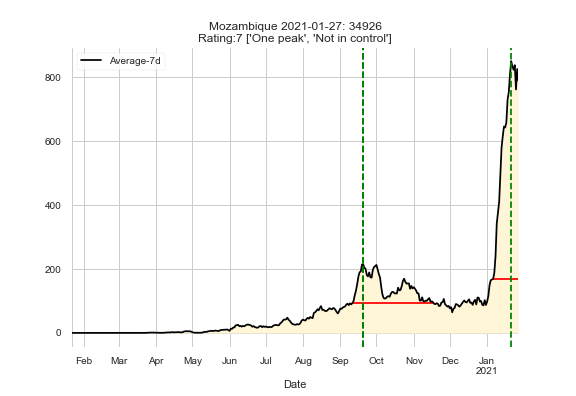 Mozambique 2021-01-27: 34926
Rating:7 ['One peak', 'Not in control']
Average-7d
800
600
400
200
0
Feb Mar Apr May Jun Jul Aug Sep Oct Nov Dec Jan
2021
Date